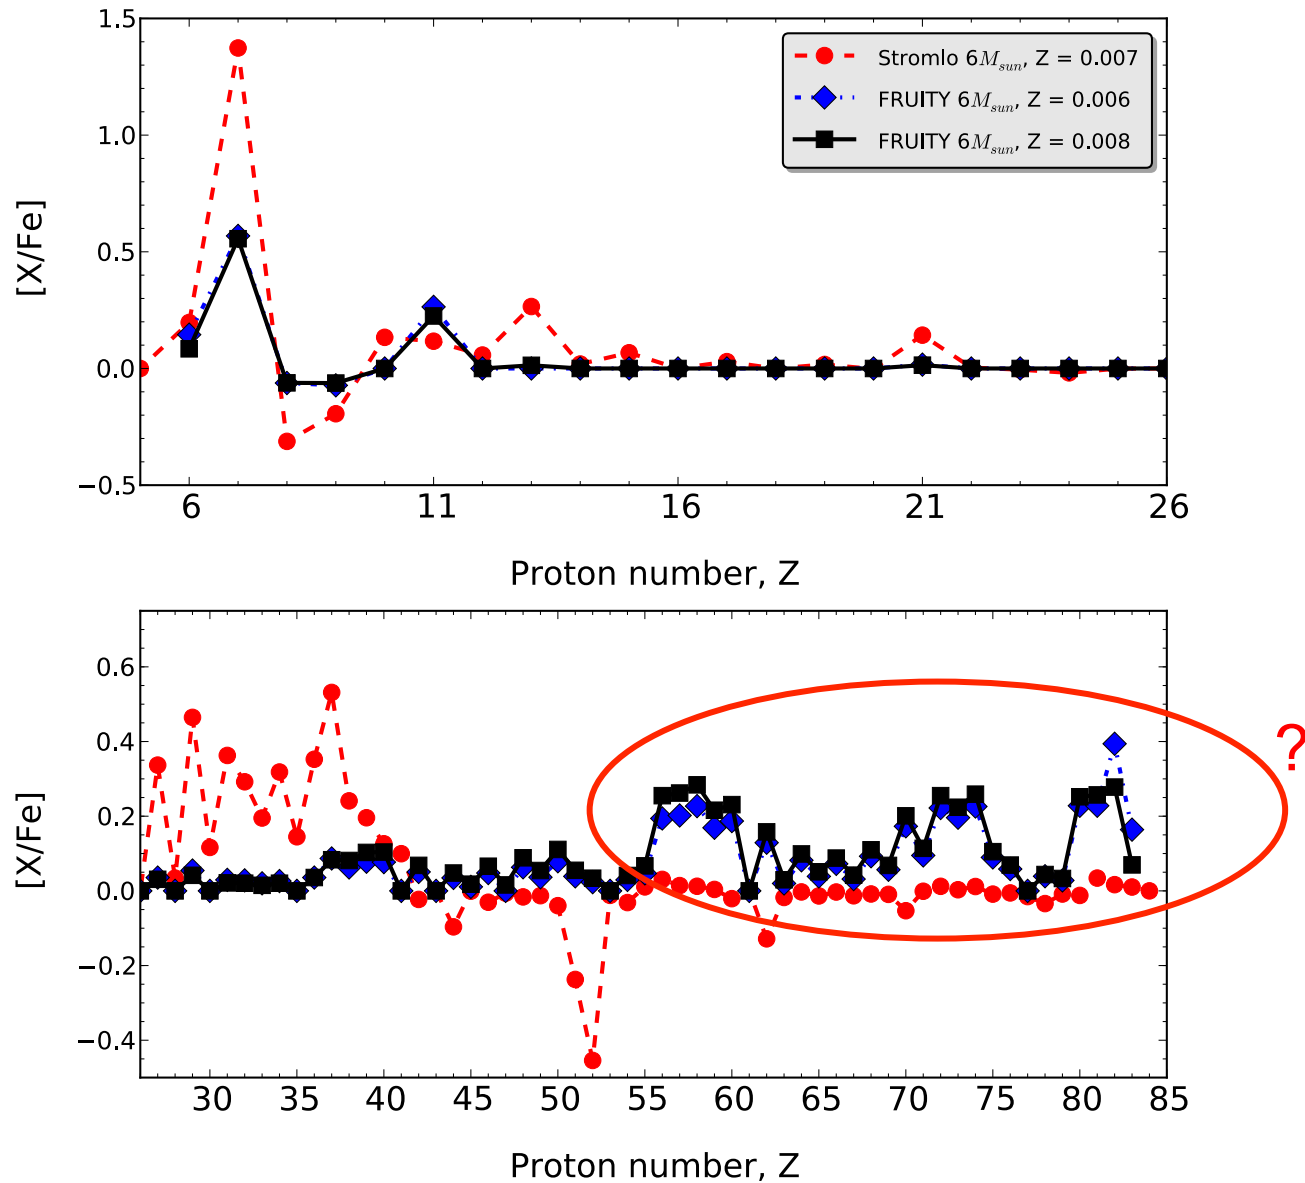 1.5
1.0
0.5
0.0
−0.5
[X/Fe]
Stromlo 6M_sun, Z = 0.007
FRUITY 6M_sun, Z = 0.006
FRUITY 6M_sun, Z = 0.008
6 11 16 21 26
Proton number, Z
0.6
0.4
0.2
0.0
−0.2
−0.4
[X/Fe]
?
30 35 40 45 50 55 60 65 70 75 80 85
Proton number, Z